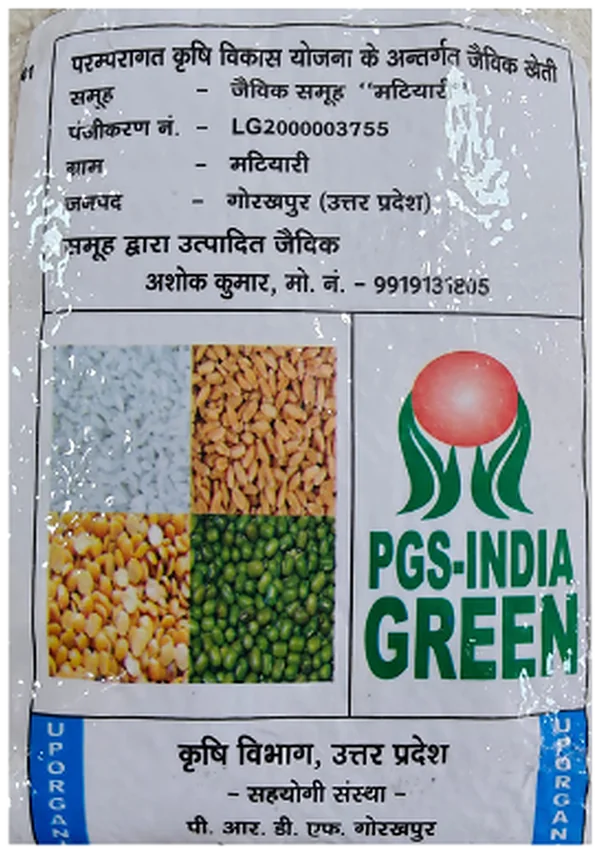 परम्परागत कृषि विकास योजना के अन्तर्गत जैविक खेती
समूह - जैविक समूह "मटियारी"
पंजीकरण नं. - LG2000003755
ग्राम - मटियारी
जनपद - गोरखपुर (उत्तर प्रदेश)
समूह द्वारा उत्पादित जैविक
अशोक कुमार, मो. नं. - 9919131805
PGS-INDIA
GREEN
UPORGAN
UPORGAN
कृषि विभाग, उत्तर प्रदेश
- सहयोगी संस्था -
पी. आर. डी. एफ. गोरखपुर